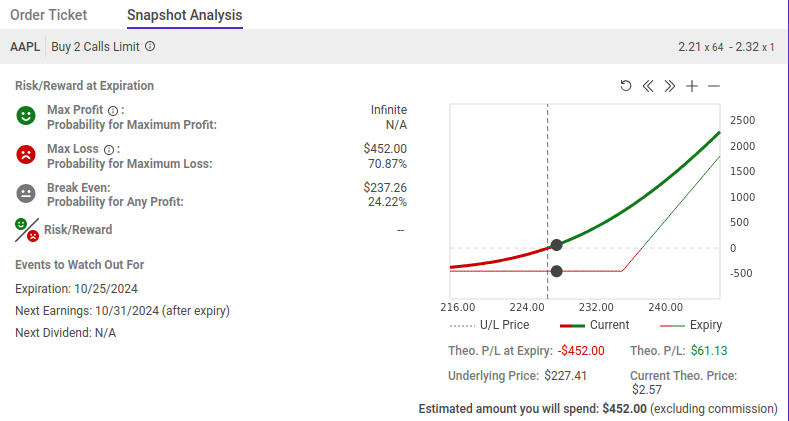 Order Ticket Snapshot Analysis
AAPL Buy 2 Calls Limit 2.21 x 64 - 2.32 x 1
Risk/Reward at Expiration
Max Profit : Infinite
Probability for Maximum Profit: N/A
Max Loss : $452.00
Probability for Maximum Loss: 70.87%
Break Even: $237.26
Probability for Any Profit: 24.22%
Risk/Reward --
Events to Watch Out For
Expiration: 10/25/2024
Next Earnings: 10/31/2024 (after expiry)
Next Dividend: N/A
2500
2000
1500
1000
500
0
-500
216.00 224.00 232.00 240.00
U/L Price Current Expiry
Theo. P/L at Expiry: -$452.00 Theo. P/L: $61.13
Underlying Price: $227.41 Current Theo. Price:
$2.57
Estimated amount you will spend: $452.00 (excluding commission)